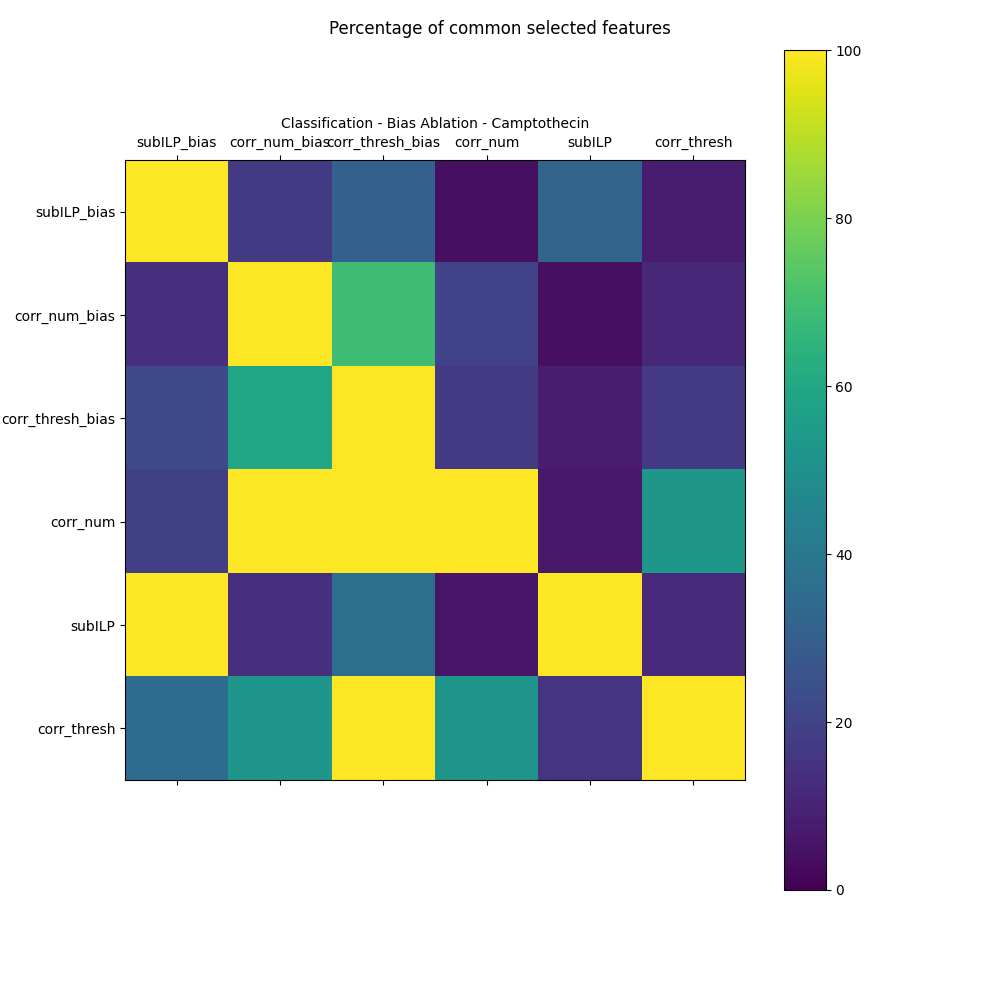 Percentage of common selected features
Classification - Bias Ablation - Camptothecin
subILP_bias corr_num_bias corr_thresh_bias corr_num subILP corr_thresh
subILP_bias
corr_num_bias
corr_thresh_bias
corr_num
subILP
corr_thresh
100
80
60
40
20
0